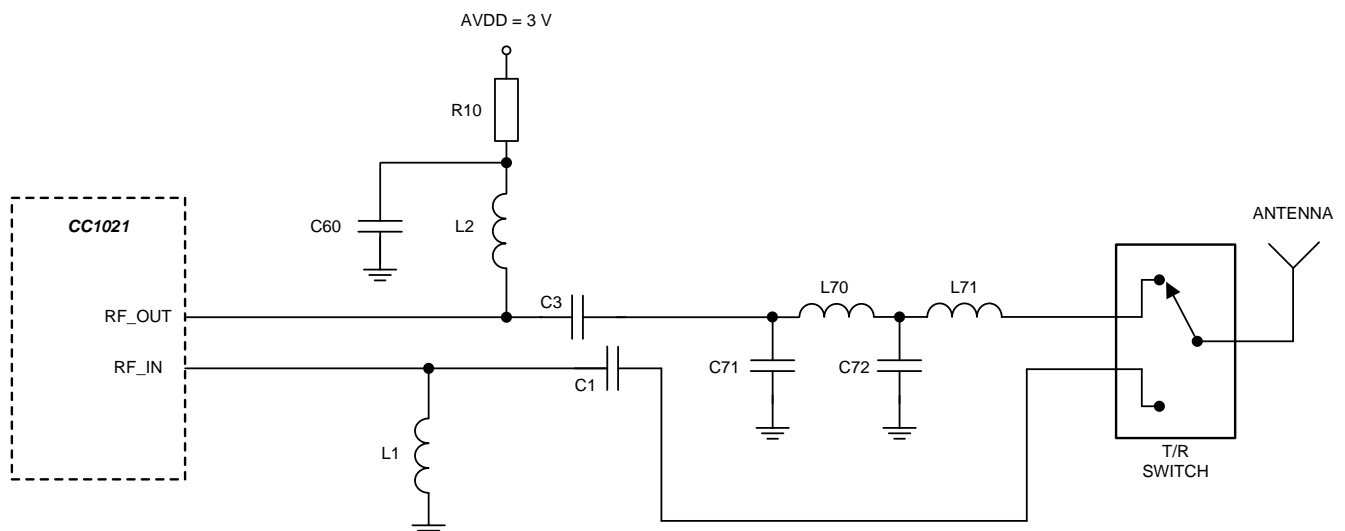 AVDD = 3 V
R10
CC1021
C60
L2
ANTENNA
RF_OUT
C3
L70
L71
RF_IN
C1
C71
C72
L1
T/R
SWITCH